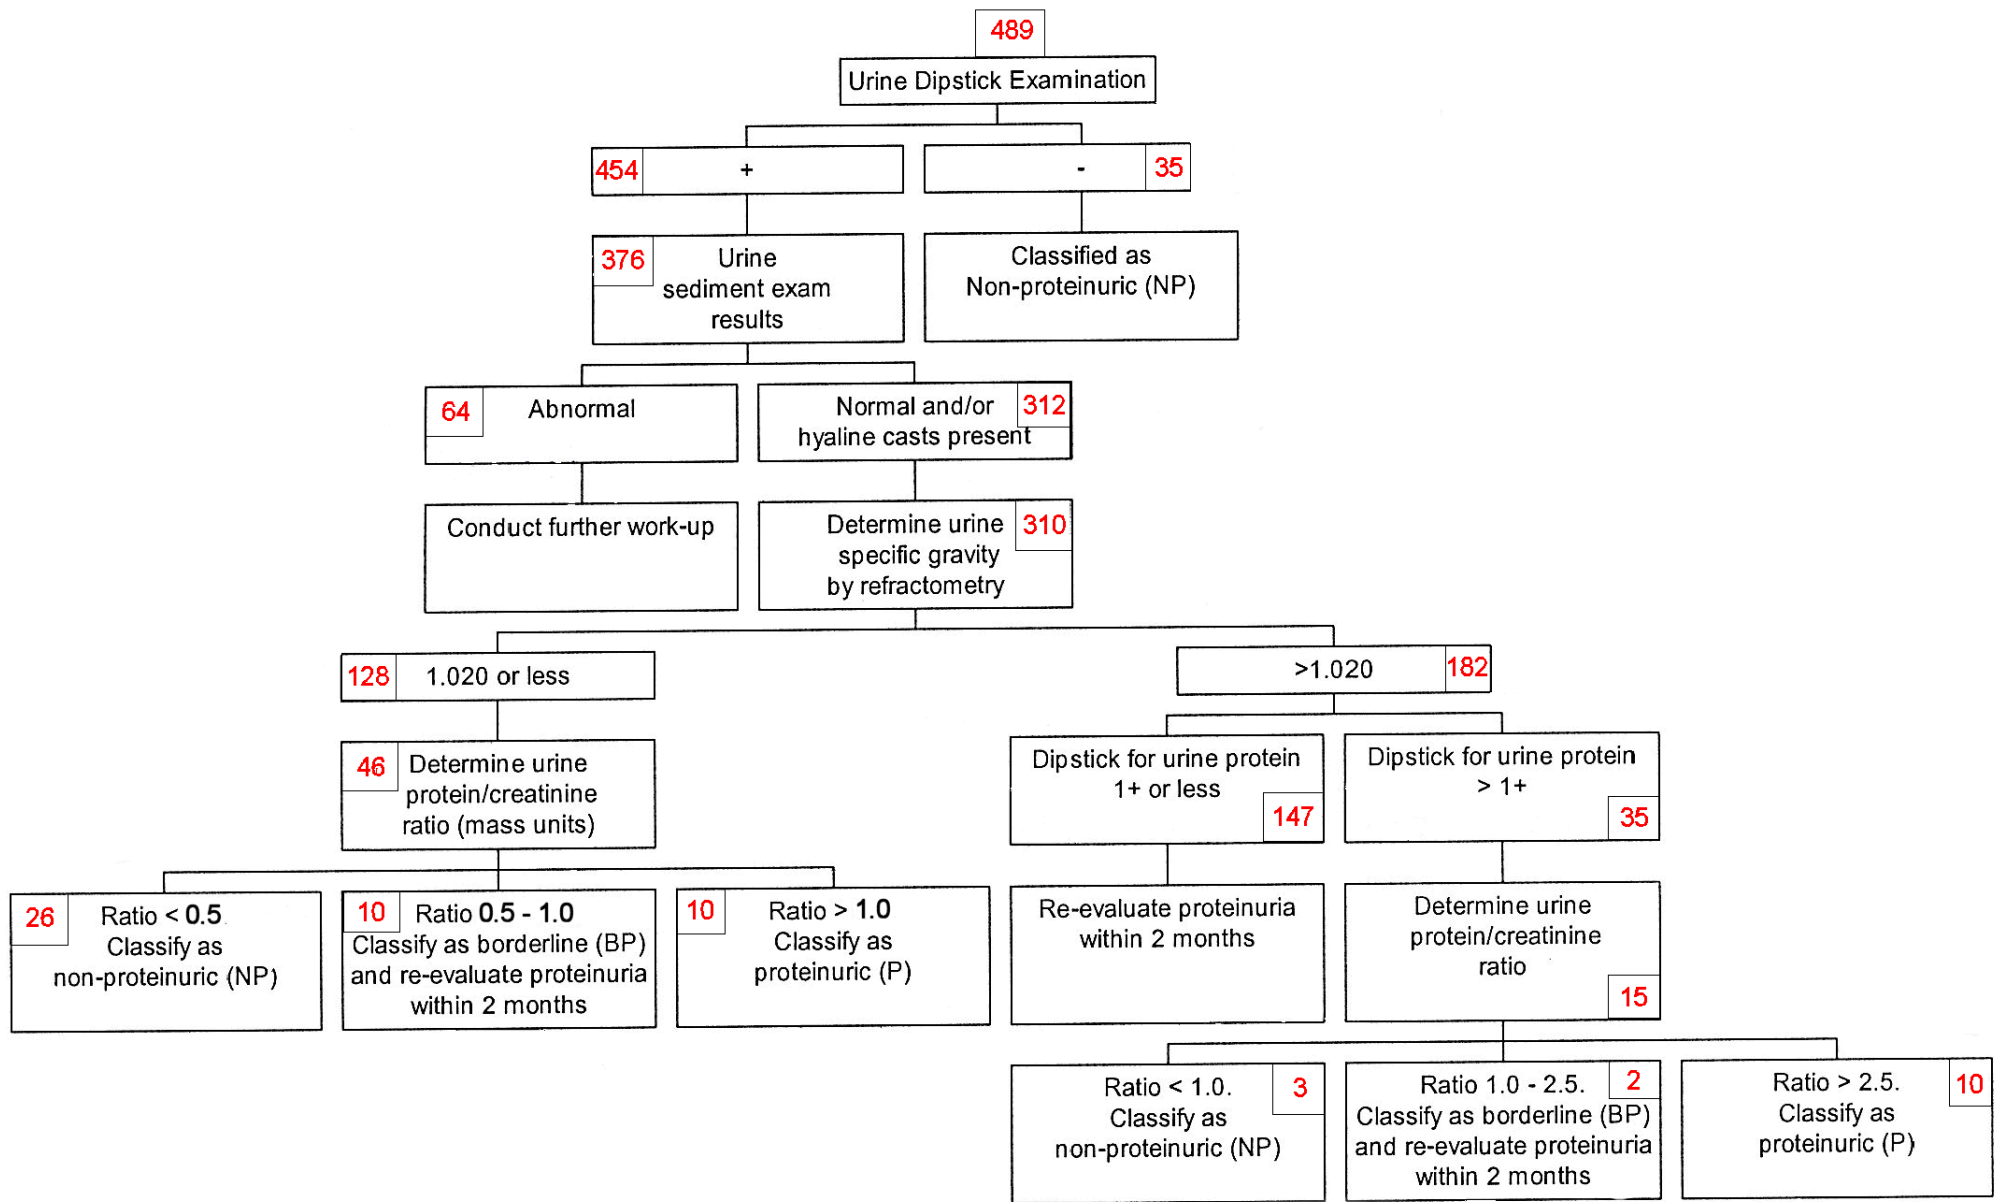 489
Urine Dipstick Examination
454
+
-
35
376
Urine
sediment exam
results
Classified as
Non-proteinuric (NP)
64
Abnormal
Normal and/or
hyaline casts present
312
Conduct further work-up
Determine urine
specific gravity
by refractometry
310
128
1.020 or less
>1.020
182
46
Determine urine
protein/creatinine
ratio (mass units)
Dipstick for urine protein
1+ or less
147
Dipstick for urine protein
> 1+
35
26
Ratio < 0.5
Classify as
non-proteinuric (NP)
10
Ratio 0.5 - 1.0
Classify as borderline (BP)
and re-evaluate proteinuria
within 2 months
10
Ratio > 1.0
Classify as
proteinuric (P)
Re-evaluate proteinuria
within 2 months
Determine urine
protein/creatinine
ratio
15
Ratio < 1.0.
Classify as
non-proteinuric (NP)
3
Ratio 1.0 - 2.5.
Classify as borderline (BP)
and re-evaluate proteinuria
within 2 months
2
Ratio > 2.5.
Classify as
proteinuric (P)
10